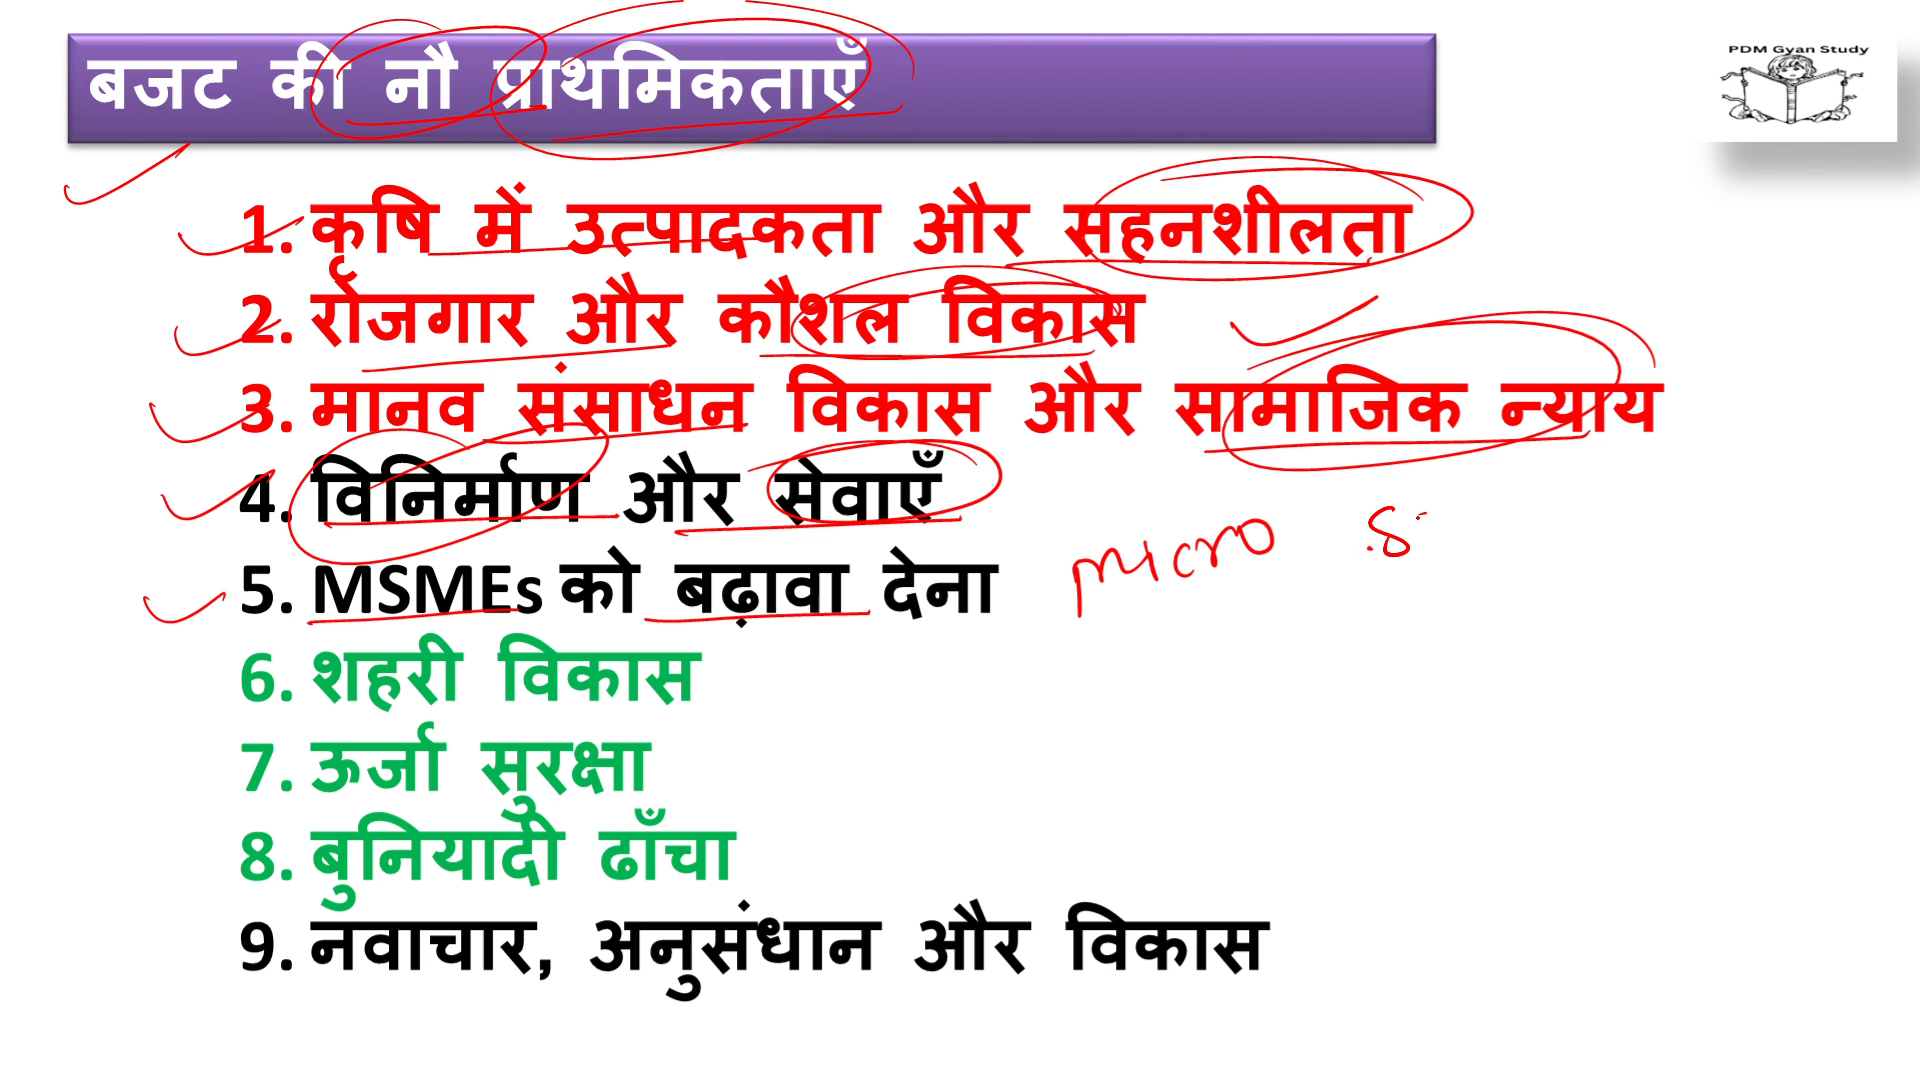 बजट की नौ प्राथमिकताएँ
PDM Gyan Study
1. कृषि में उत्पादकता और सहनशीलता
2. रोजगार और कौशल विकास
3. मानव संसाधन विकास और सामाजिक न्याय
4. विनिर्माण और सेवाएँ
5. MSMEs को बढ़ावा देना
Micro S
6. शहरी विकास
7. ऊर्जा सुरक्षा
8. बुनियादी ढाँचा
9. नवाचार, अनुसंधान और विकास